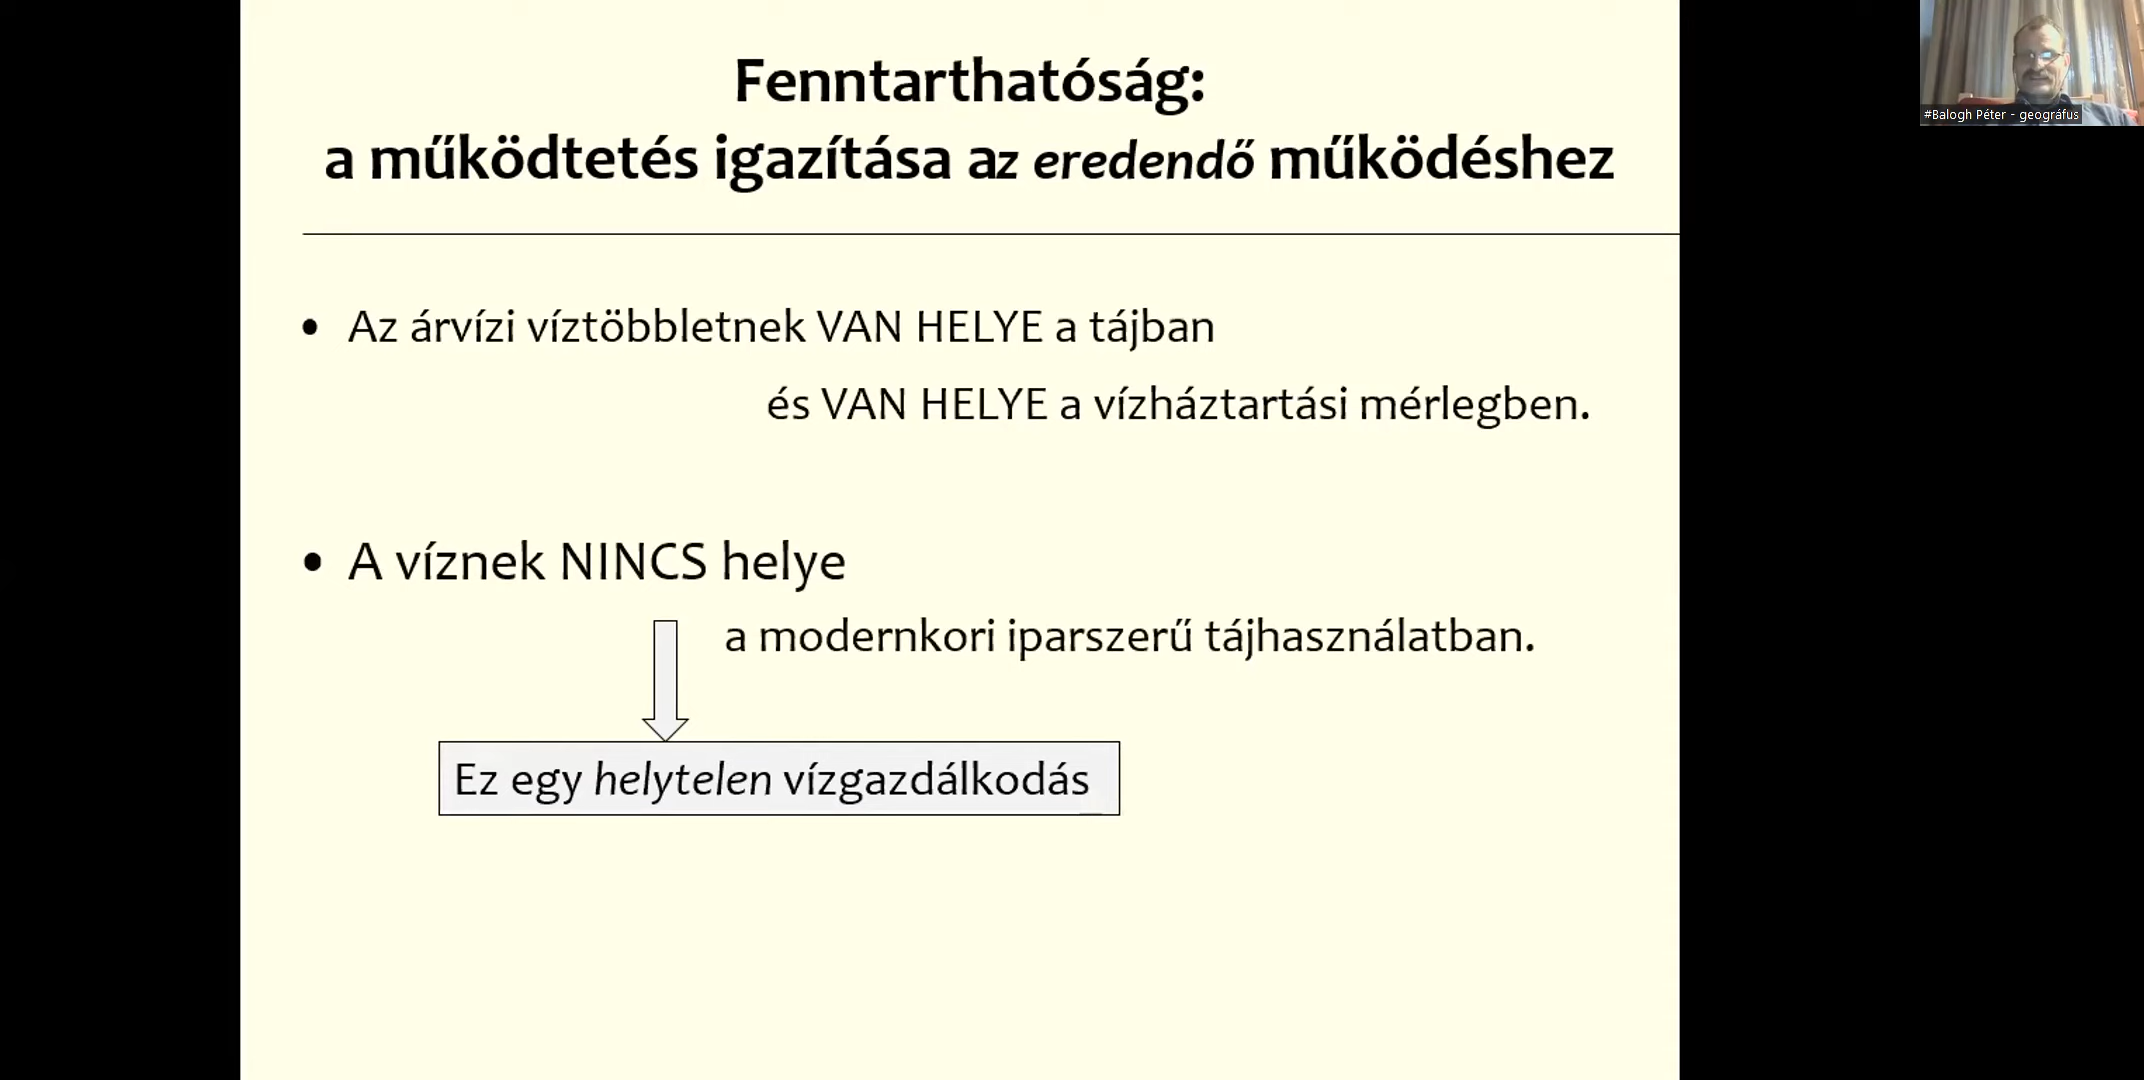 Fenntarthatóság:
a működtetés igazítása az eredendő működéshez
• Az árvízi víztöbbletnek VAN HELYE a tájban
és VAN HELYE a vízháztartási mérlegben.
• A víznek NINCS helye
a modernkori iparszerű tájhasználatban.
Ez egy helytelen vízgazdálkodás
#Balogh Péter - geográfus